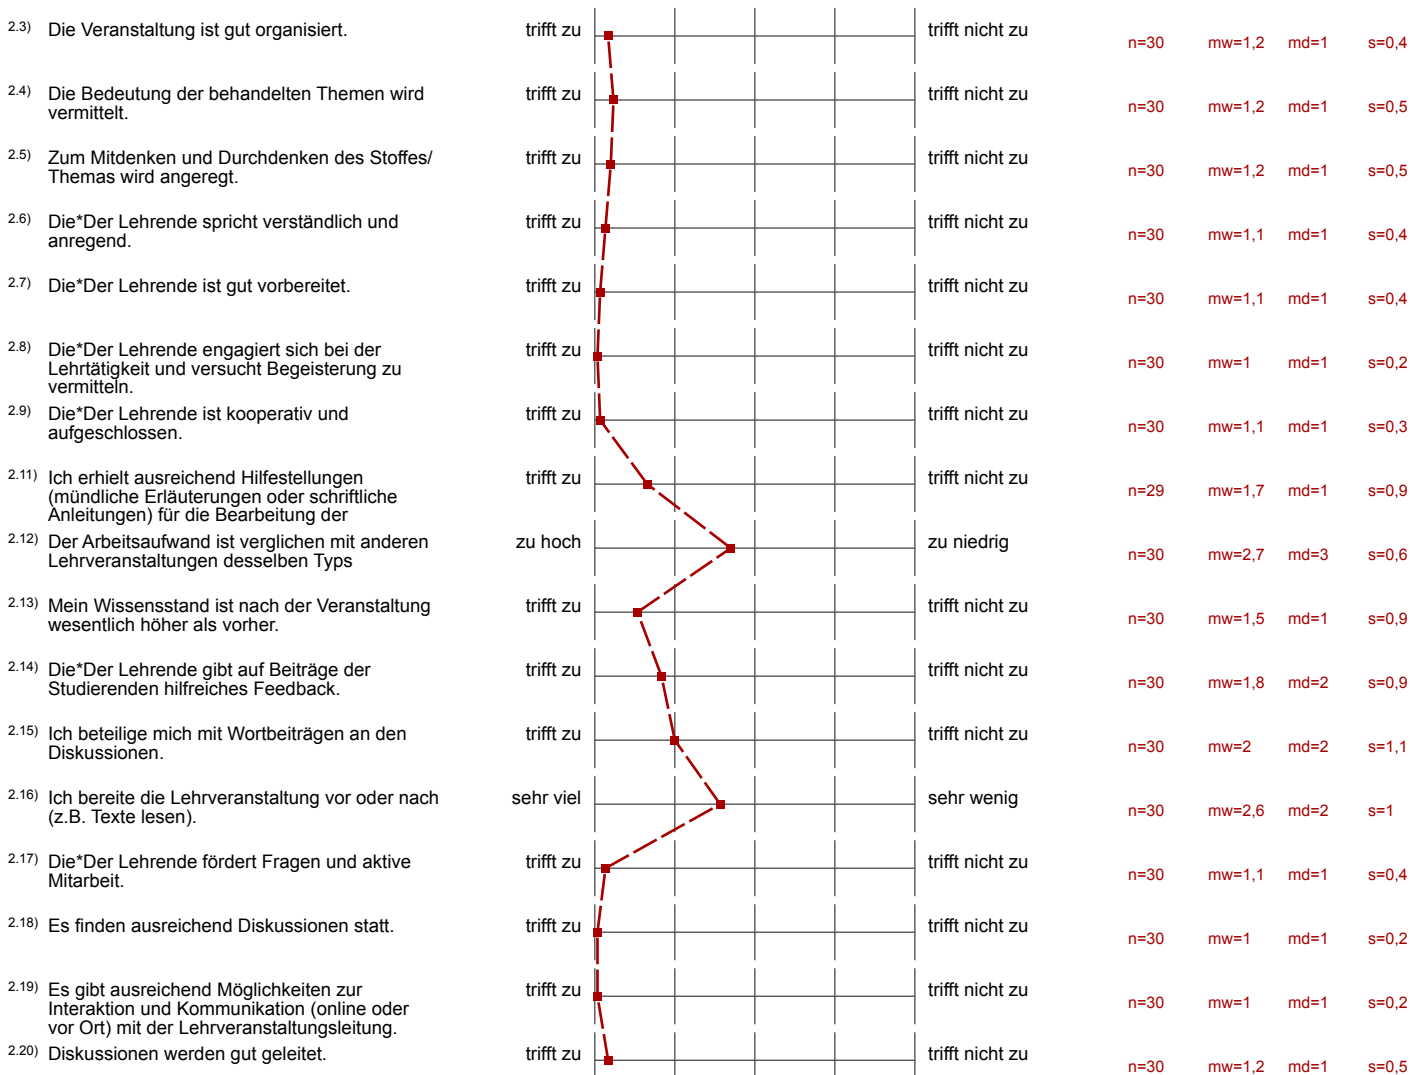 2.3) Die Veranstaltung ist gut organisiert. trifft zu trifft nicht zu n=30 mw=1,2 md=1 s=0,4
2.4) Die Bedeutung der behandelten Themen wird trifft zu trifft nicht zu n=30 mw=1,2 md=1 s=0,5
vermittelt.
2.5) Zum Mitdenken und Durchdenken des Stoffes/ trifft zu trifft nicht zu n=30 mw=1,2 md=1 s=0,5
Themas wird angeregt.
2.6) Die*Der Lehrende spricht verständlich und trifft zu trifft nicht zu n=30 mw=1,1 md=1 s=0,4
anregend.
2.7) Die*Der Lehrende ist gut vorbereitet. trifft zu trifft nicht zu n=30 mw=1,1 md=1 s=0,4
2.8) Die*Der Lehrende engagiert sich bei der trifft zu trifft nicht zu n=30 mw=1 md=1 s=0,2
Lehrtätigkeit und versucht Begeisterung zu
vermitteln.
2.9) Die*Der Lehrende ist kooperativ und trifft zu trifft nicht zu n=30 mw=1,1 md=1 s=0,3
aufgeschlossen.
2.11) Ich erhielt ausreichend Hilfestellungen trifft zu trifft nicht zu n=29 mw=1,7 md=1 s=0,9
(mündliche Erläuterungen oder schriftliche
Anleitungen) für die Bearbeitung der
2.12) Der Arbeitsaufwand ist verglichen mit anderen zu hoch zu niedrig n=30 mw=2,7 md=3 s=0,6
Lehrveranstaltungen desselben Typs
2.13) Mein Wissensstand ist nach der Veranstaltung trifft zu trifft nicht zu n=30 mw=1,5 md=1 s=0,9
wesentlich höher als vorher.
2.14) Die*Der Lehrende gibt auf Beiträge der trifft zu trifft nicht zu n=30 mw=1,8 md=2 s=0,9
Studierenden hilfreiches Feedback.
2.15) Ich beteilige mich mit Wortbeiträgen an den trifft zu trifft nicht zu n=30 mw=2 md=2 s=1,1
Diskussionen.
2.16) Ich bereite die Lehrveranstaltung vor oder nach sehr viel sehr wenig n=30 mw=2,6 md=2 s=1
(z.B. Texte lesen).
2.17) Die*Der Lehrende fördert Fragen und aktive trifft zu trifft nicht zu n=30 mw=1,1 md=1 s=0,4
Mitarbeit.
2.18) Es finden ausreichend Diskussionen statt. trifft zu trifft nicht zu n=30 mw=1 md=1 s=0,2
2.19) Es gibt ausreichend Möglichkeiten zur trifft zu trifft nicht zu n=30 mw=1 md=1 s=0,2
Interaktion und Kommunikation (online oder
vor Ort) mit der Lehrveranstaltungsleitung.
2.20) Diskussionen werden gut geleitet. trifft zu trifft nicht zu n=30 mw=1,2 md=1 s=0,5